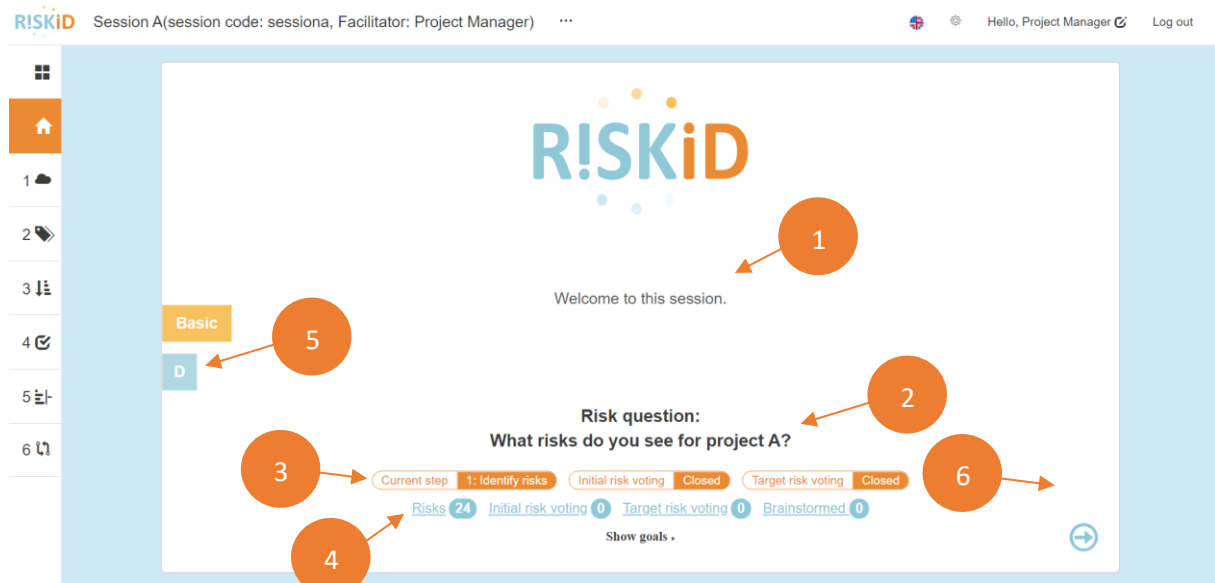 R!SKiD Session A(session code: sessiona, Facilitator: Project Manager) ... Hello, Project Manager Log out
R!SKiD
1
1
2
3
Welcome to this session.
Basic
5
4
D
5
2
Risk question:
What risks do you see for project A?
6
3
6
Current step 1: Identify risks Initial risk voting Closed Target risk voting Closed
Risks 24 Initial risk voting 0 Target risk voting 0 Brainstormed 0
Show goals
4